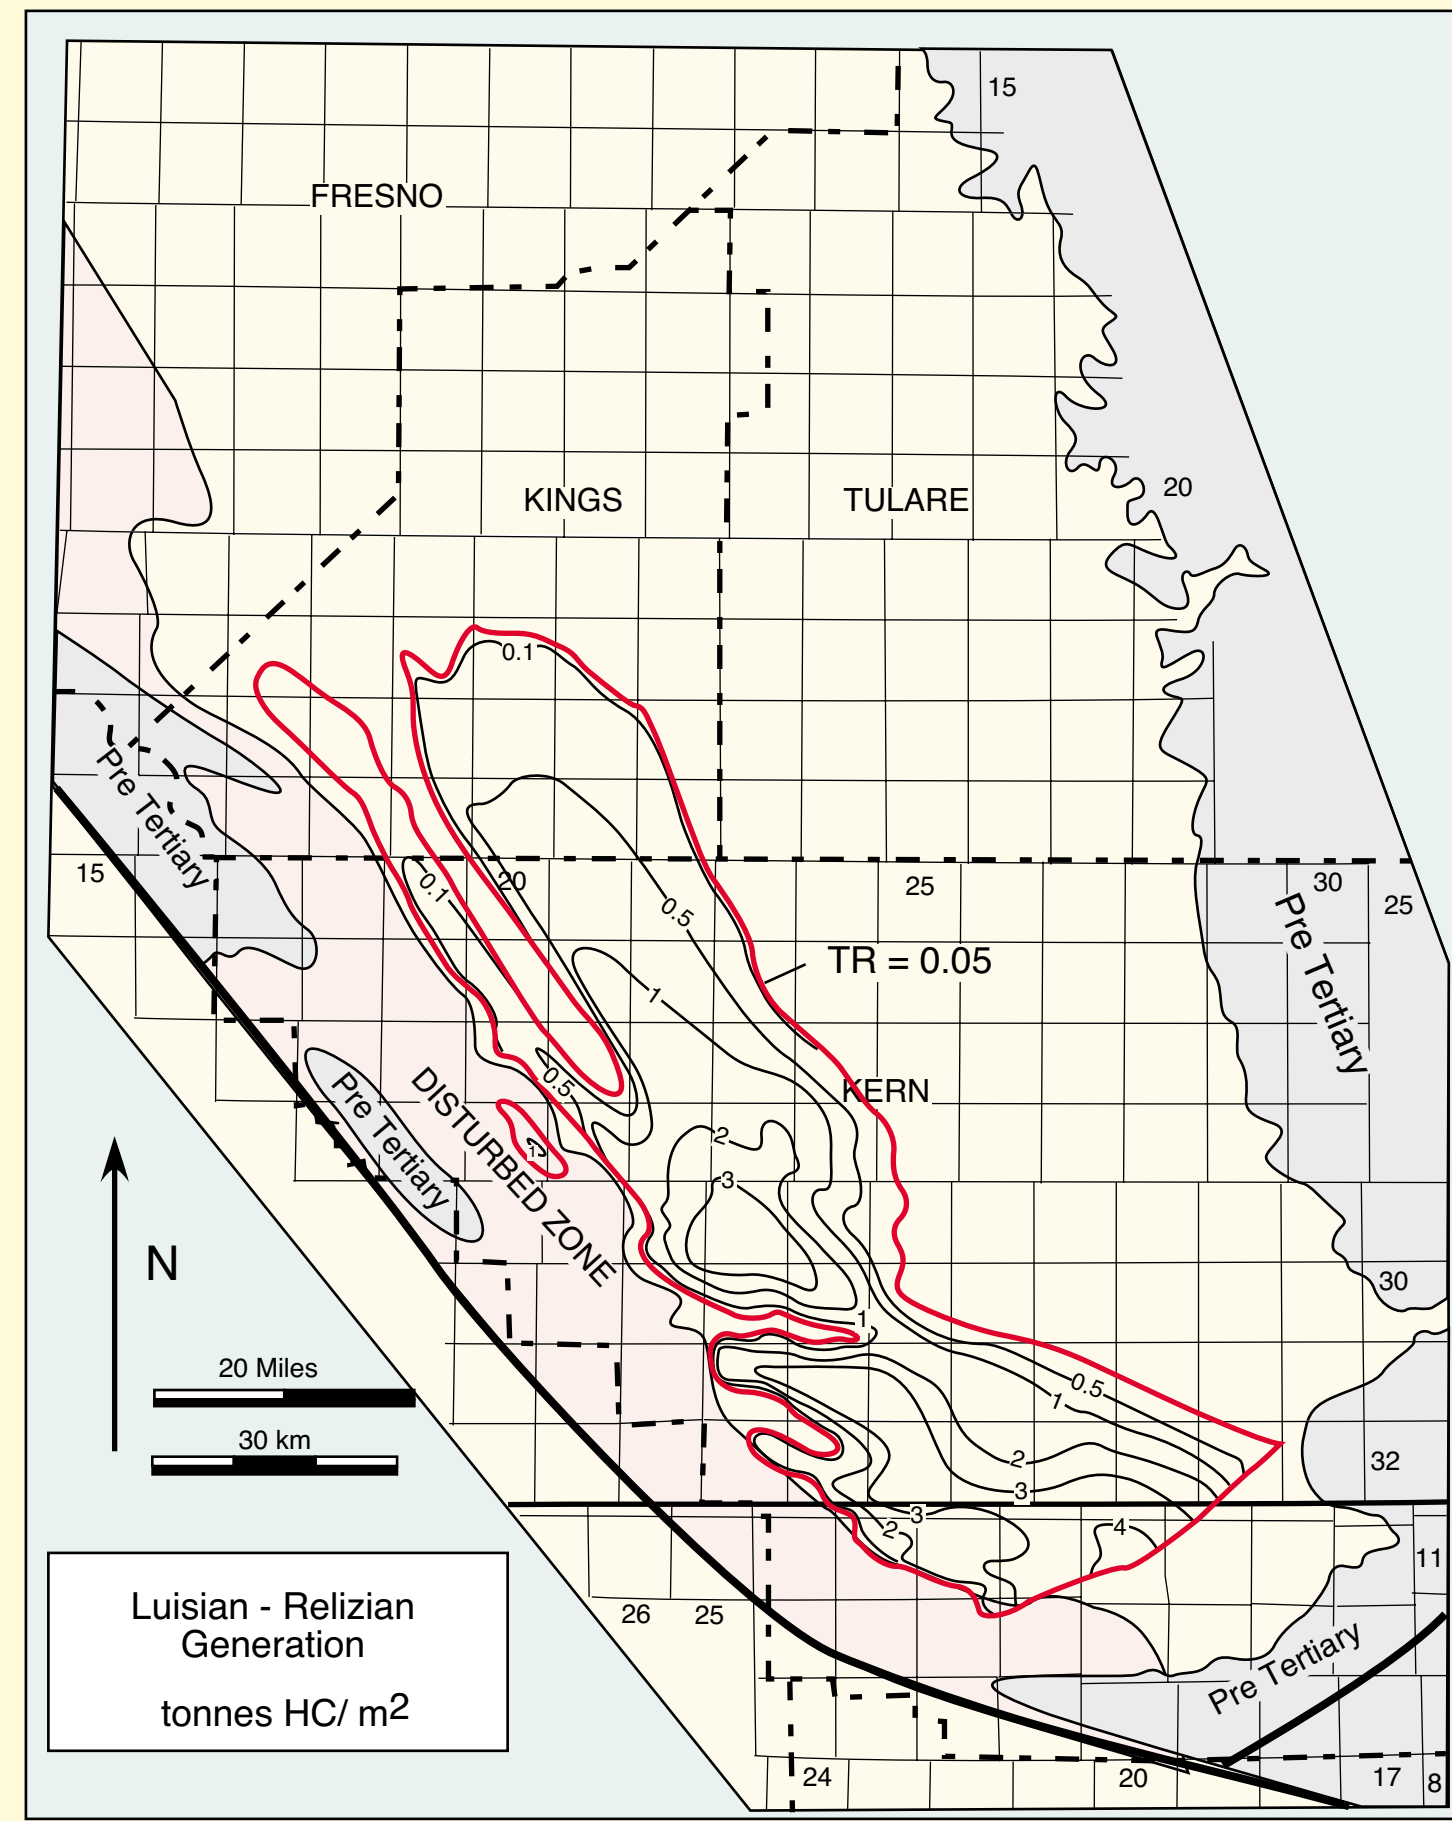 15
FRESNO
KINGS
TULARE
20
0.1
Pre Tertiary
15
0.1
20
25
30
25
0.5
Pre Tertiary
TR = 0.05
1
KERN
0.5
DISTURBED ZONE
Pre Tertiary
2
1
3
N
30
1
20 Miles
0.5
1
30 km
2
32
3
3
2
4
11
Luisian - Relizian
Generation
tonnes HC/ m2
26
25
Pre Tertiary
24
20
17
8